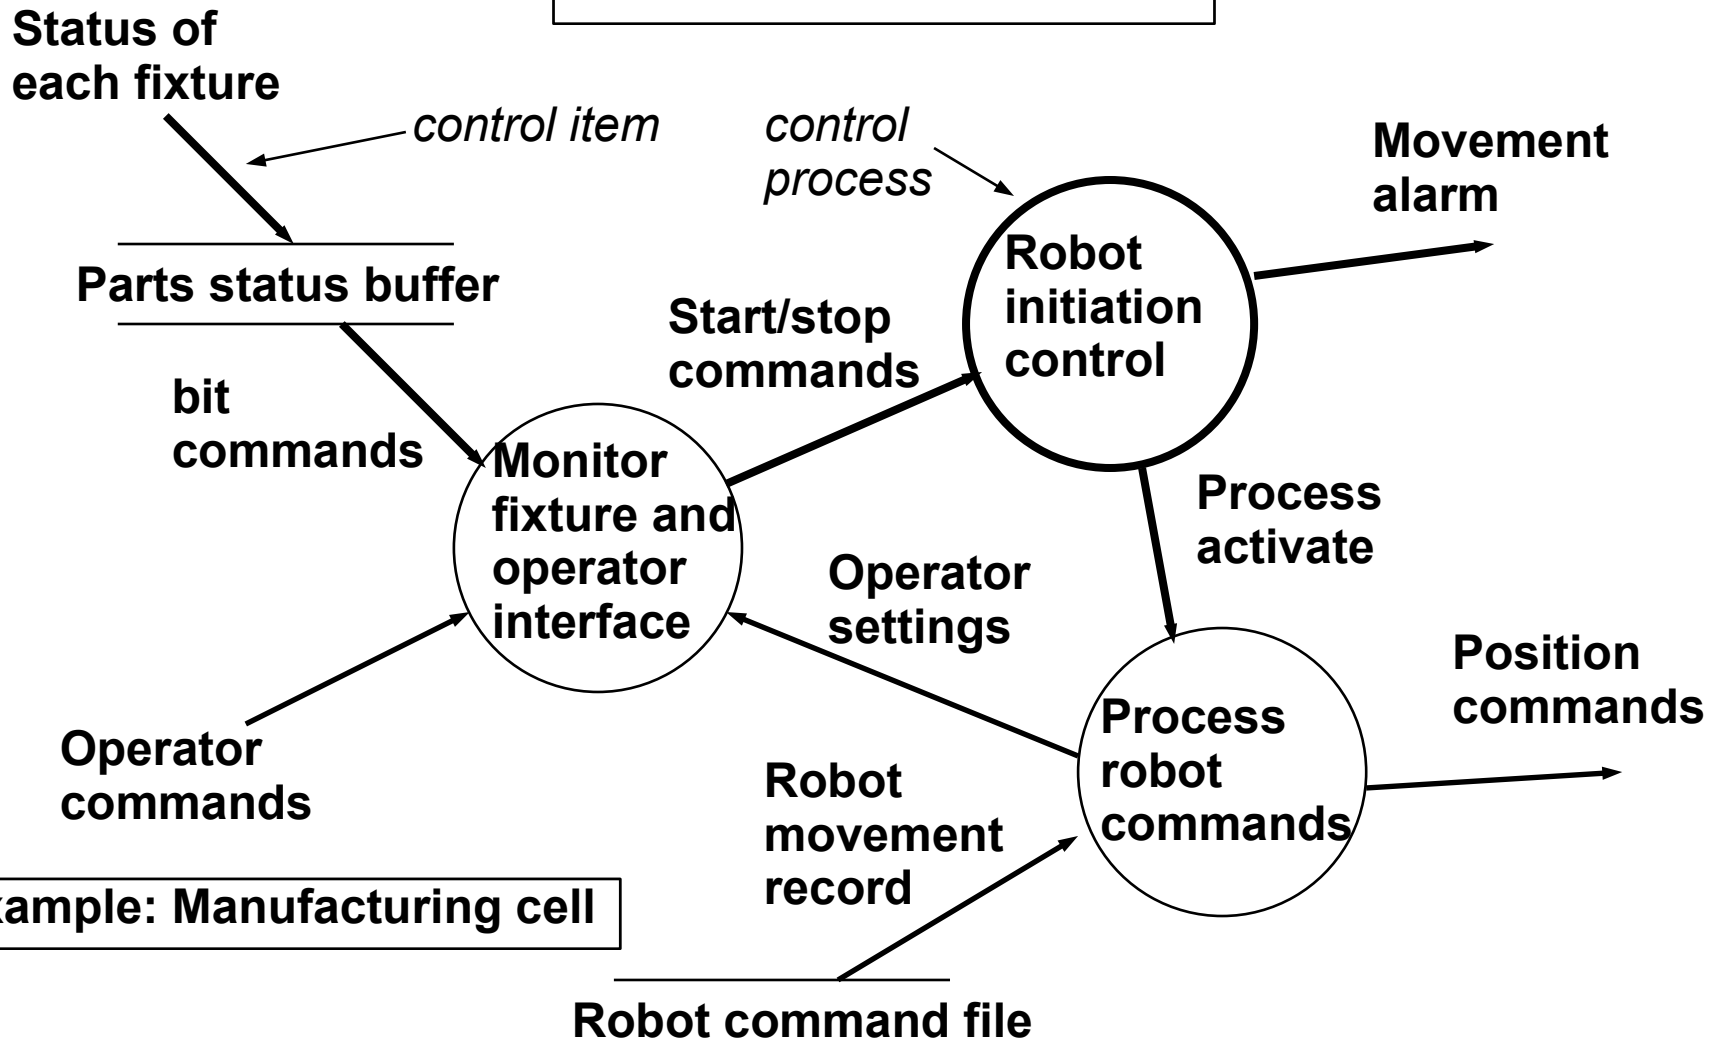 Status of
each fixture
control item
control
process
Movement
alarm
Robot
initiation
control
Parts status buffer
Start/stop
commands
bit
commands
Monitor
fixture and
operator
interface
Process
activate
Operator
settings
Position
commands
Process
robot
commands
Operator
commands
Robot
movement
record
xample: Manufacturing cell
Robot command file